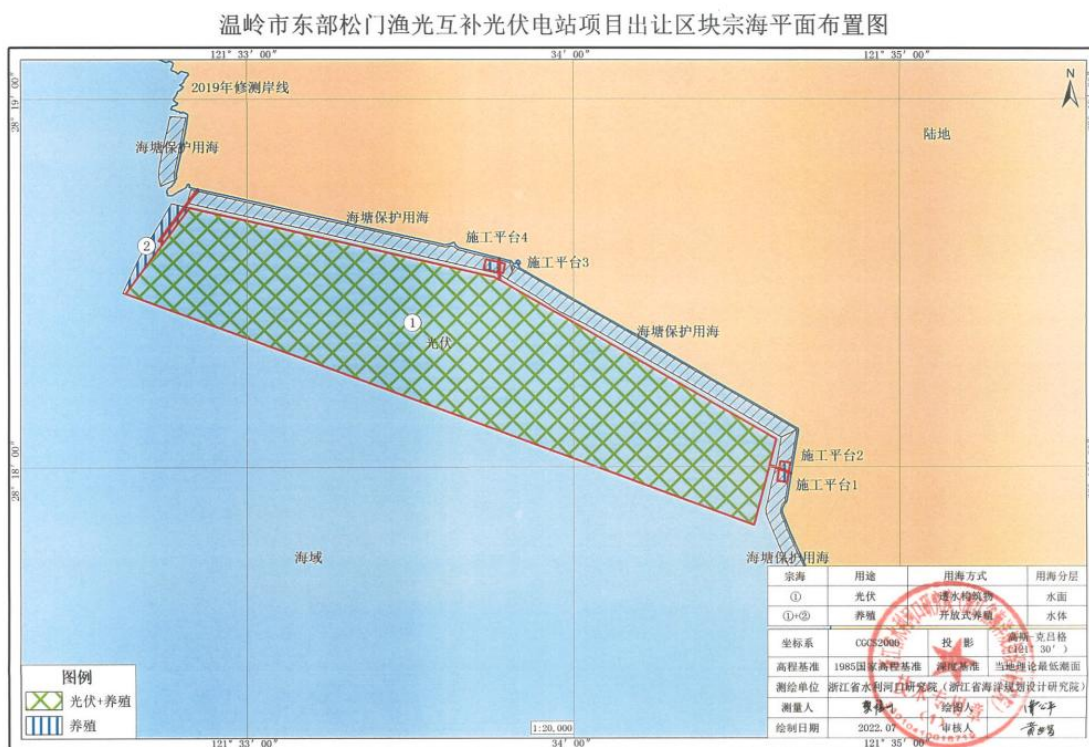 温岭市东部松门渔光互补光伏电站项目出让区块宗海平面布置图
121° 33′ 00″
34′ 00″
121° 35′ 00″
28° 19′ 00″
19′ 00″
N
2019年修测岸线
陆地
海塘保护用海
海塘保护用海
施工平台4
施工平台3
②
①
光伏
海塘保护用海
28° 18′ 00″
18′ 00″
施工平台2
施工平台1
海域
海塘保护用海
宗海 用途 用海方式 用海分层
① 光伏 透水构筑物 水面
①+② 养殖 开放式养殖 水体
坐标系 CGCS2000 投影 高斯-克吕格 (121° 30′)
高程基准 1985国家高程基准 深度基准 当地理论最低潮面
测绘单位 浙江省水利河口研究院（浙江省海洋规划设计研究院）
测量人 绘图人
绘制日期 2022.07 审核人
图例
光伏+养殖
养殖
1:20,000
121° 33′ 00″
34′ 00″
121° 35′ 00″